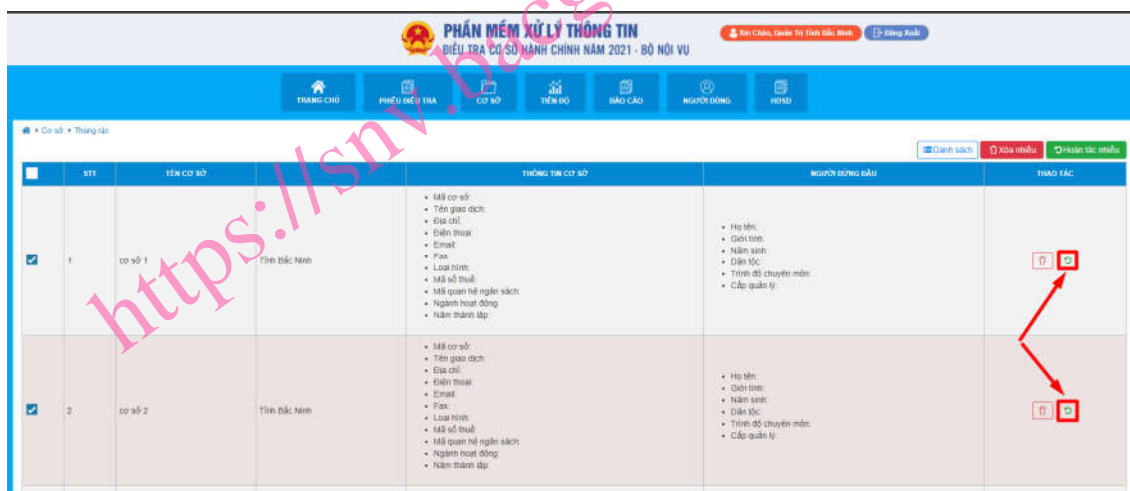 PHẦN MỀM XỬ LÝ THÔNG TIN
ĐIỀU TRA CƠ SỞ HÀNH CHÍNH NĂM 2021 - BỘ NỘI VỤ
Xin Chào, Quản Trị Tỉnh Bắc Ninh
Đăng Xuất
TRANG CHỦ
PHIẾU ĐIỀU TRA
CƠ SỞ
TIẾN ĐỘ
BÁO CÁO
NGƯỜI DÙNG
HDSD
Cơ sở
Thùng rác
Danh sách
Xóa nhiều
Hoàn tác nhiều
STT
TÊN CƠ SỞ
THÔNG TIN CƠ SỞ
NGƯỜI ĐỨNG ĐẦU
THAO TÁC
1
cơ sở 1
Tỉnh Bắc Ninh
Mã cơ sở:
Tên giao dịch:
Địa chỉ:
Điện thoại:
Email:
Fax:
Loại hình:
Mã số thuế:
Mã quan hệ ngân sách:
Ngành hoạt động:
Năm thành lập:
Họ tên:
Giới tính:
Năm sinh:
Dân tộc:
Trình độ chuyên môn:
Cấp quản lý:
2
cơ sở 2
Tỉnh Bắc Ninh
Mã cơ sở:
Tên giao dịch:
Địa chỉ:
Điện thoại:
Email:
Fax:
Loại hình:
Mã số thuế:
Mã quan hệ ngân sách:
Ngành hoạt động:
Năm thành lập:
Họ tên:
Giới tính:
Năm sinh:
Dân tộc:
Trình độ chuyên môn:
Cấp quản lý:
https://snv.bacg